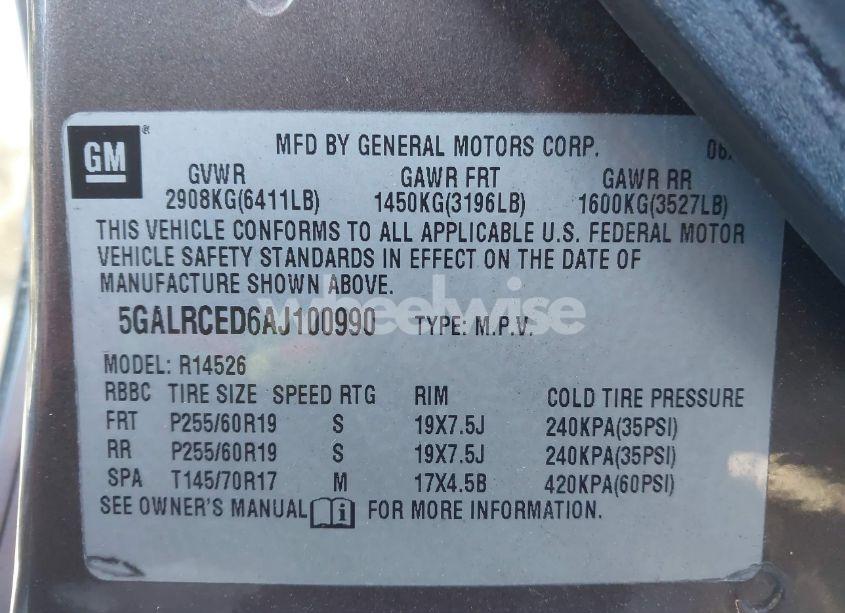 GM
MFD BY GENERAL MOTORS CORP. 06
GVWR GAWR FRT GAWR RR
2908KG(6411LB) 1450KG(3196LB) 1600KG(3527LB)
THIS VEHICLE CONFORMS TO ALL APPLICABLE U.S. FEDERAL MOTOR
VEHICLE SAFETY STANDARDS IN EFFECT ON THE DATE OF
MANUFACTURE SHOWN ABOVE.
5GALRCED6AJ100990 TYPE: M.P.V.
wheelwise
MODEL: R14526
RBBC TIRE SIZE SPEED RTG RIM COLD TIRE PRESSURE
FRT P255/60R19 S 19X7.5J 240KPA(35PSI)
RR P255/60R19 S 19X7.5J 240KPA(35PSI)
SPA T145/70R17 M 17X4.5B 420KPA(60PSI)
SEE OWNER'S MANUAL i FOR MORE INFORMATION.